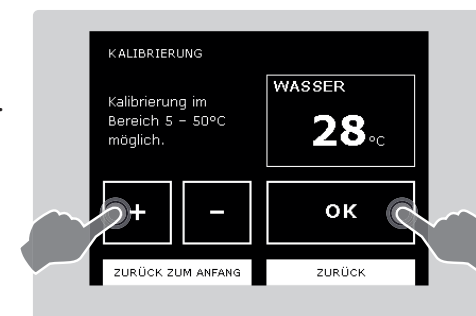 KALIBRIERUNG
Kalibrierung im
Bereich 5 – 50°C
möglich.
WASSER
28 °C
+
–
OK
ZURÜCK ZUM ANFANG
ZURÜCK